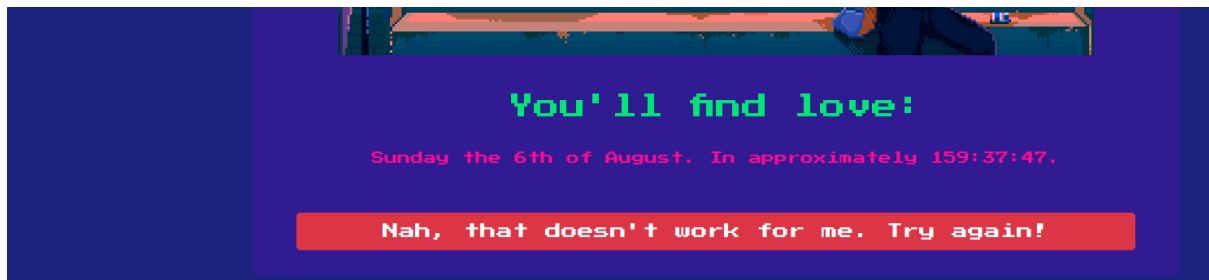 You'll find love:
Sunday the 6th of August. In approximately 159:37:47.
Nah, that doesn't work for me. Try again!